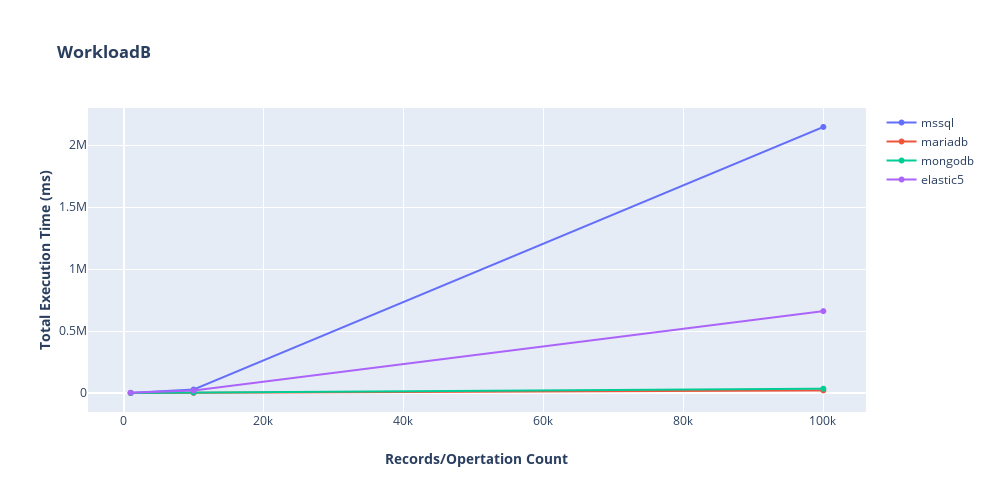 WorkloadB
mssql
mariadb
mongodb
elastic5
Total Execution Time (ms)
2M
1.5M
1M
0.5M
0
0
20k
40k
60k
80k
100k
Records/Opertation Count